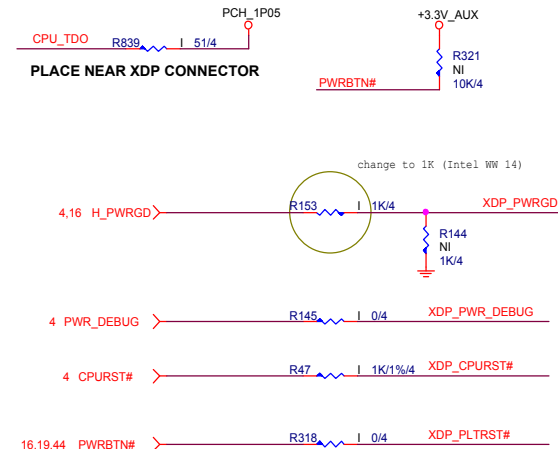 PCH_1P05
+3.3V_AUX
CPU_TDO
R839
I
51/4
R321
NI
10K/4
PLACE NEAR XDP CONNECTOR
PWRBTN#
change to 1K (Intel WW 14)
4,16 H_PWRGD
R153
I
1K/4
XDP_PWRGD
R144
NI
1K/4
4 PWR_DEBUG
R145
I
0/4
XDP_PWR_DEBUG
4 CPURST#
R47
I
1K/1%/4
XDP_CPURST#
16.19.44 PWRBTN#
R318
I
0/4
XDP_PLTRST#